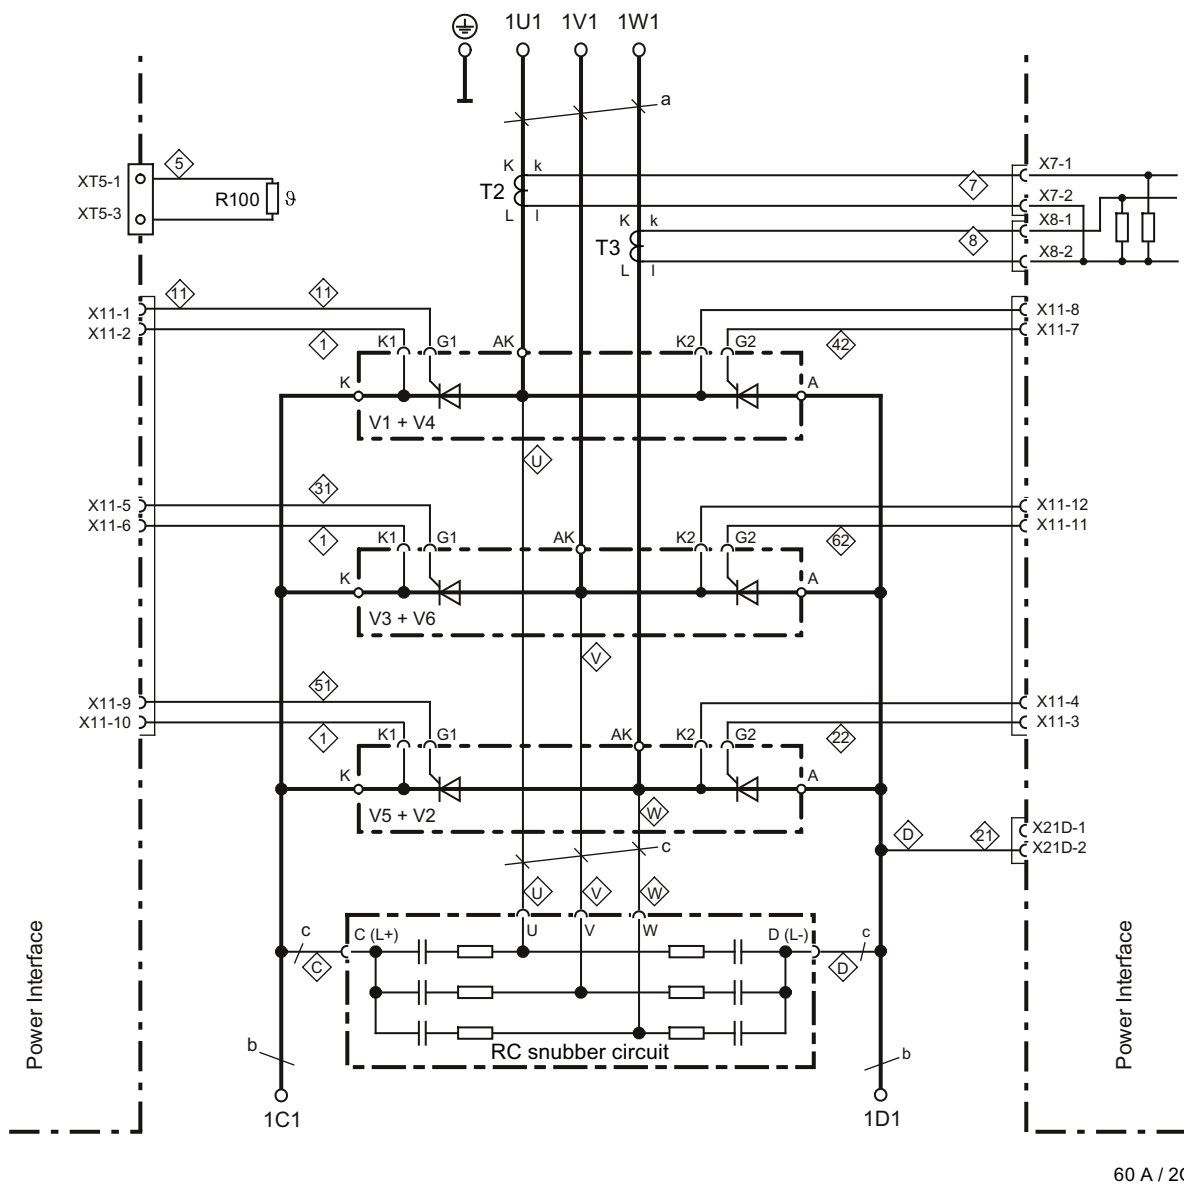 1U1 1V1 1W1
a
5
XT5-1
XT5-3
R100 ϑ
K k
T2
L l
K k
T3
L l
7
8
X7-1
X7-2
X8-1
X8-2
11 11
X11-1
X11-2
1
K1 G1 AK K2 G2
42
X11-8
X11-7
K A
V1 + V4
U
31
X11-5
X11-6
1
K1 G1 AK K2 G2
62
X11-12
X11-11
K A
V3 + V6
V
51
X11-9
X11-10
1
K1 G1 AK K2 G2
22
X11-4
X11-3
K A
V5 + V2
W
c
D 21
X21D-1
X21D-2
U V W
c C (L+) U V W D (L-) c
C D
RC snubber circuit
b b
1C1 1D1
Power Interface
Power Interface